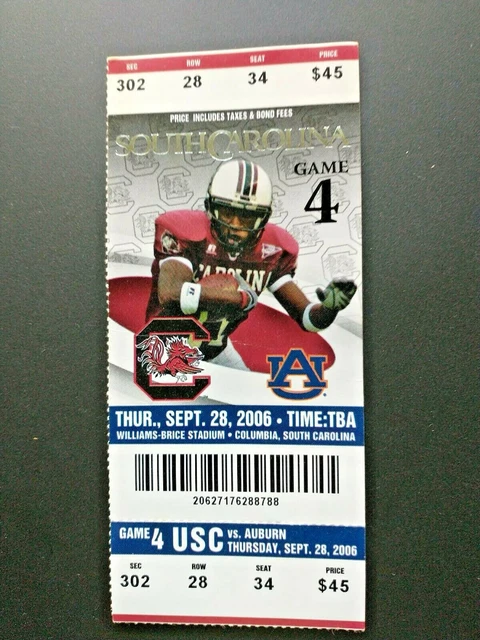 SEC ROW SEAT PRICE
302 28 34 $45
PRICE INCLUDES TAXES & BOND FEES
SOUTH CAROLINA
GAME
4
CAROLINA
C
AU
THUR., SEPT. 28, 2006 • TIME:TBA
WILLIAMS-BRICE STADIUM • COLUMBIA, SOUTH CAROLINA
20627176288788
GAME 4 USC VS. AUBURN
THURSDAY, SEPT. 28, 2006
SEC ROW SEAT PRICE
302 28 34 $45